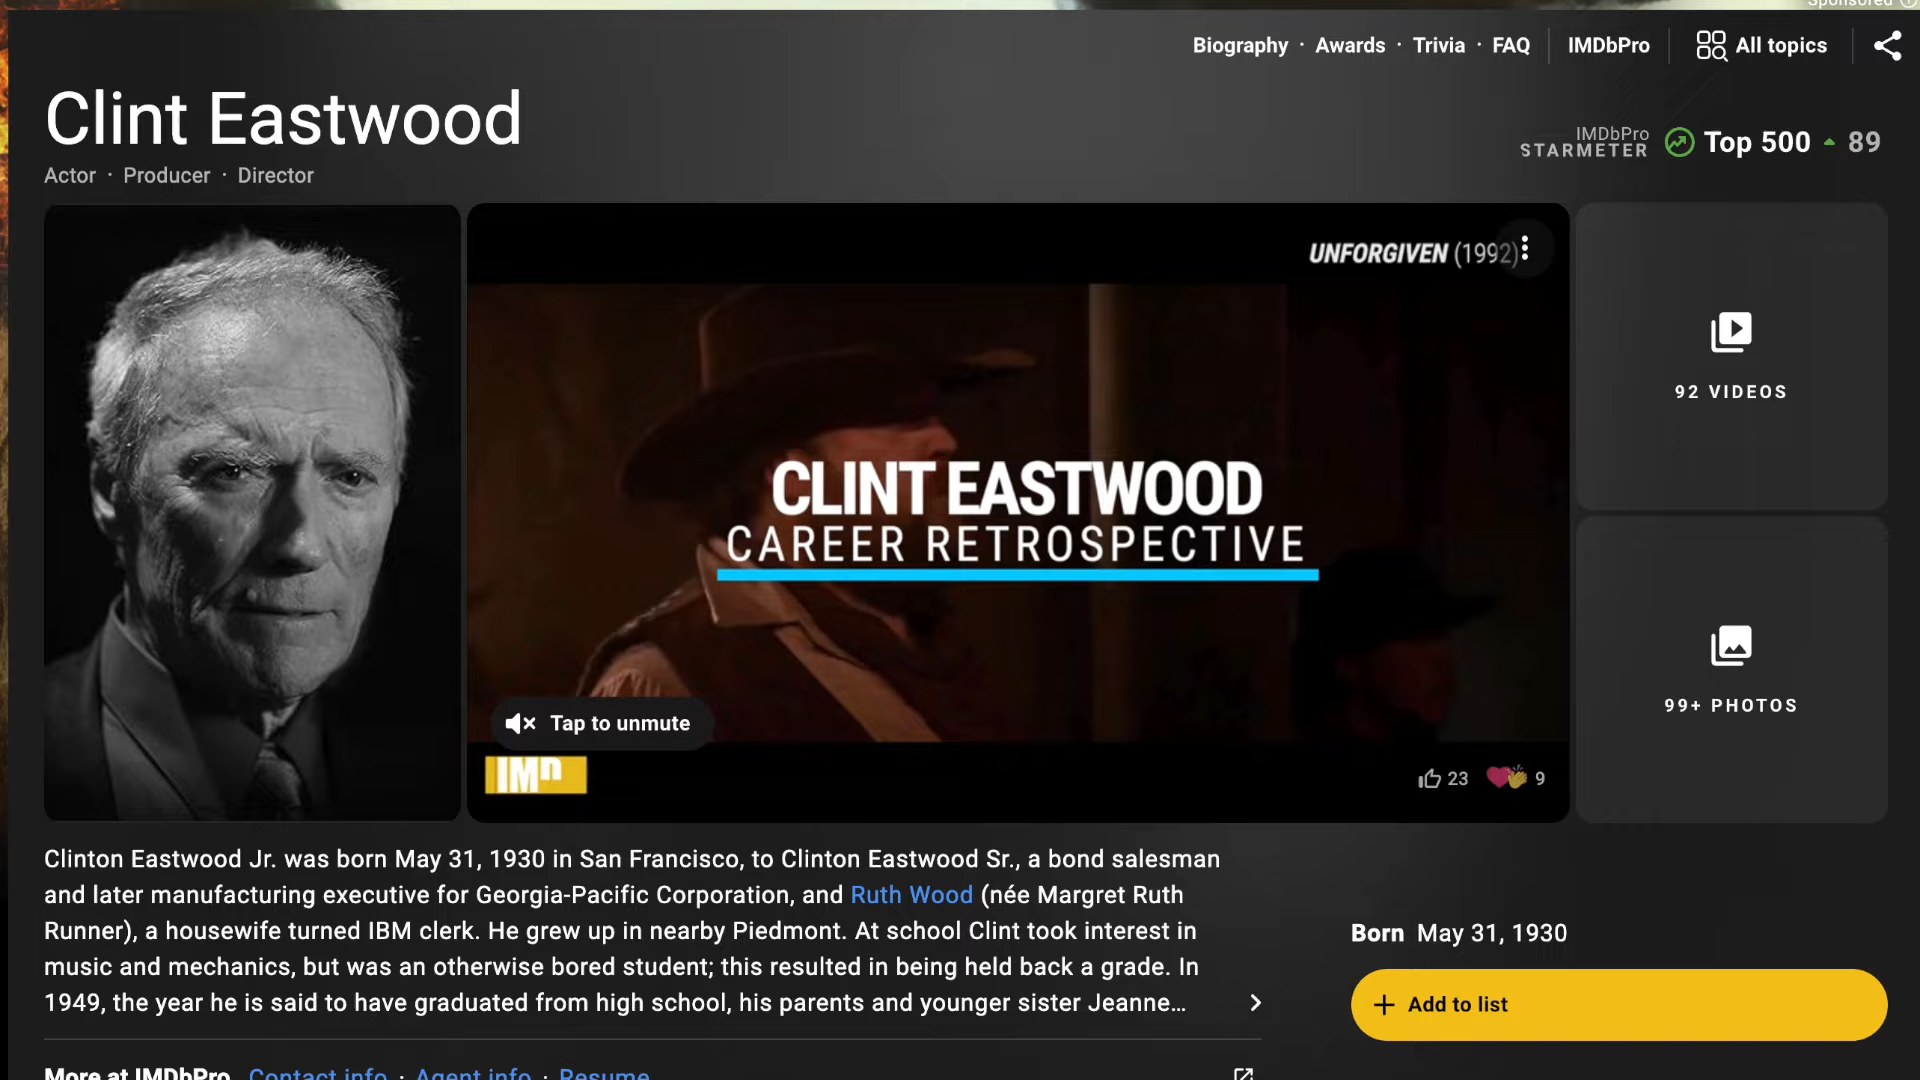 Sponsored
Biography · Awards · Trivia · FAQ IMDbPro All topics
Clint Eastwood
Actor · Producer · Director
IMDbPro
STARMETER
Top 500 89
UNFORGIVEN (1992)
CLINT EASTWOOD
CAREER RETROSPECTIVE
Tap to unmute
23 9
92 VIDEOS
99+ PHOTOS
Clinton Eastwood Jr. was born May 31, 1930 in San Francisco, to Clinton Eastwood Sr., a bond salesman
and later manufacturing executive for Georgia-Pacific Corporation, and Ruth Wood (née Margret Ruth
Runner), a housewife turned IBM clerk. He grew up in nearby Piedmont. At school Clint took interest in
music and mechanics, but was an otherwise bored student; this resulted in being held back a grade. In
1949, the year he is said to have graduated from high school, his parents and younger sister Jeanne…
Born May 31, 1930
Add to list
More at IMDbPro Contact info · Agent info · Resume